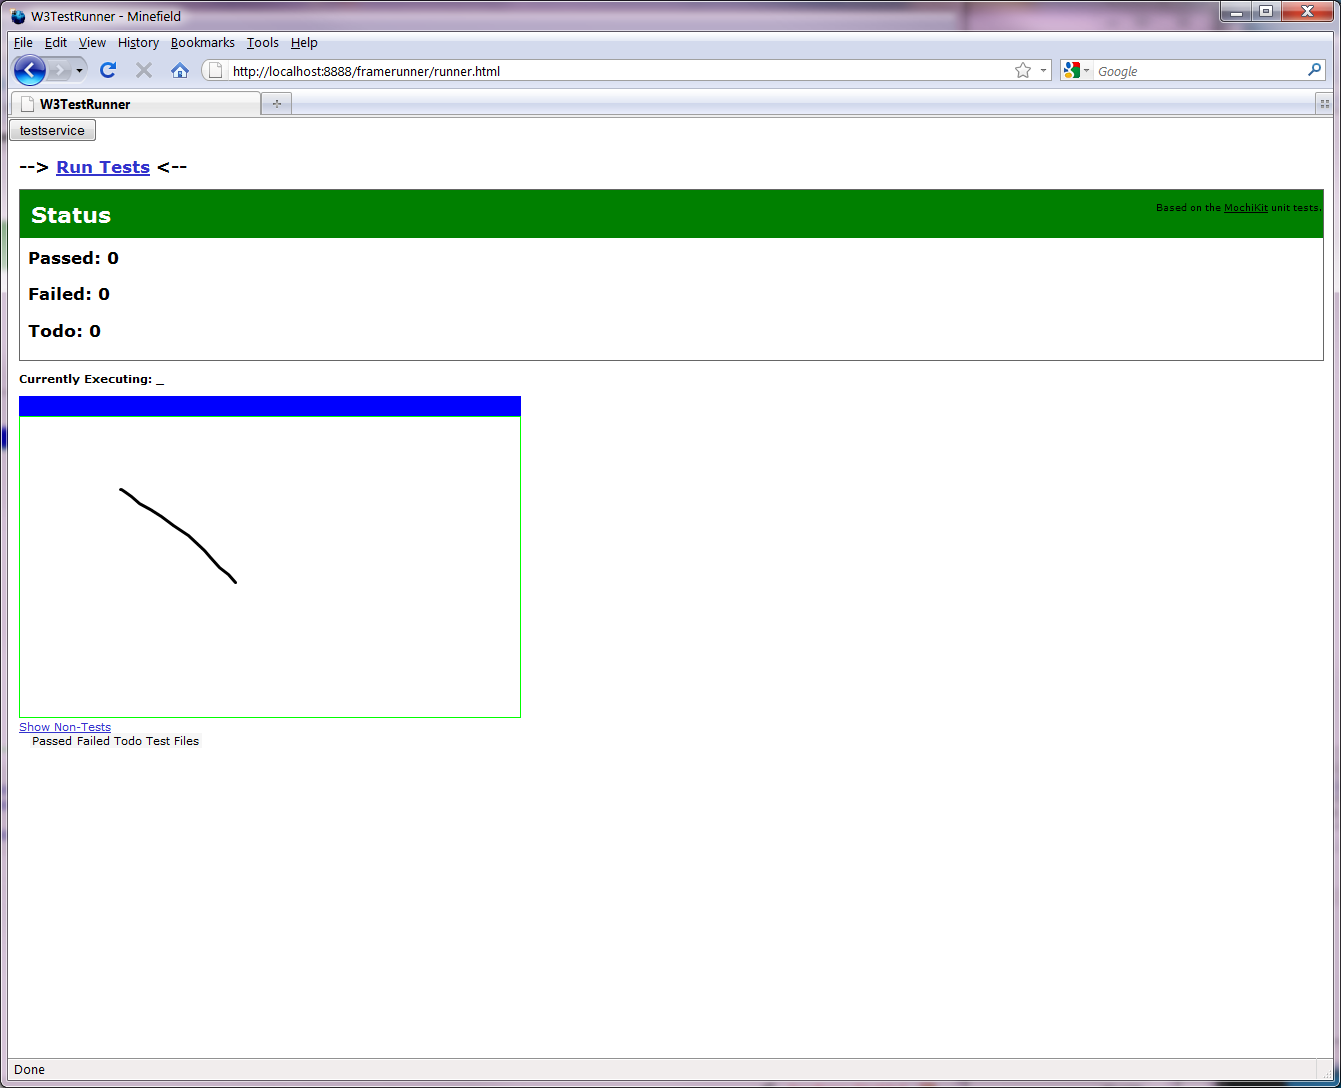 W3TestRunner - Minefield
File Edit View History Bookmarks Tools Help
http://localhost:8888/framerunner/runner.html Google
W3TestRunner
testservice
--> Run Tests <--
Status
Based on the MochiKit unit tests.
Passed: 0
Failed: 0
Todo: 0
Currently Executing: _
Show Non-Tests
Passed Failed Todo Test Files
Done